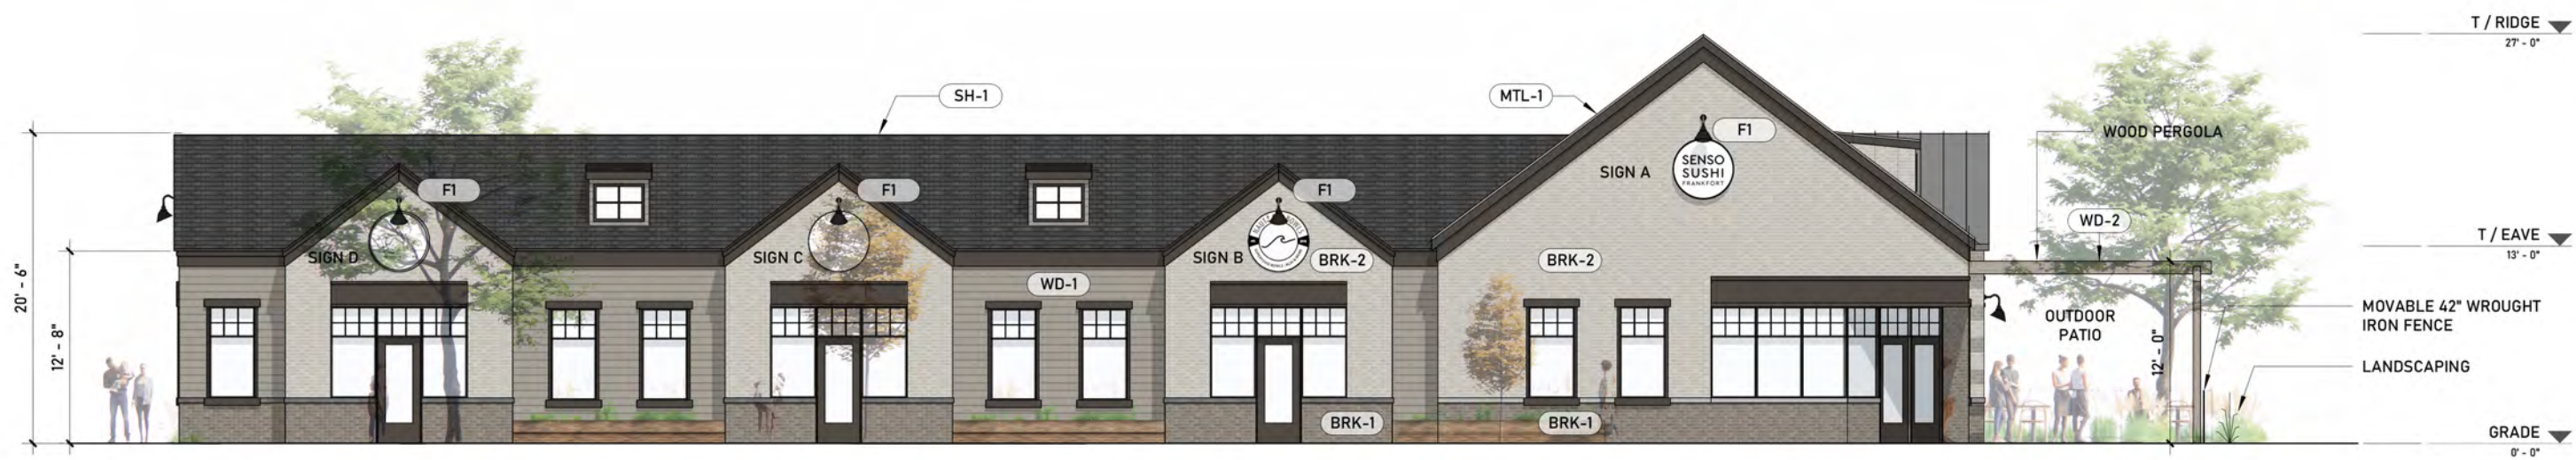 T / RIDGE
27' - 0"
SH-1
MTL-1
F1
WOOD PERGOLA
SIGN A
SENSO
SUSHI
FRANKFORT
F1
F1
F1
WD-2
T / EAVE
13' - 0"
SIGN D
SIGN C
SIGN B
BRK-2
BRK-2
WD-1
20' - 6"
12' - 8"
OUTDOOR
PATIO
12' - 0"
MOVABLE 42" WROUGHT
IRON FENCE
LANDSCAPING
BRK-1
BRK-1
GRADE
0' - 0"